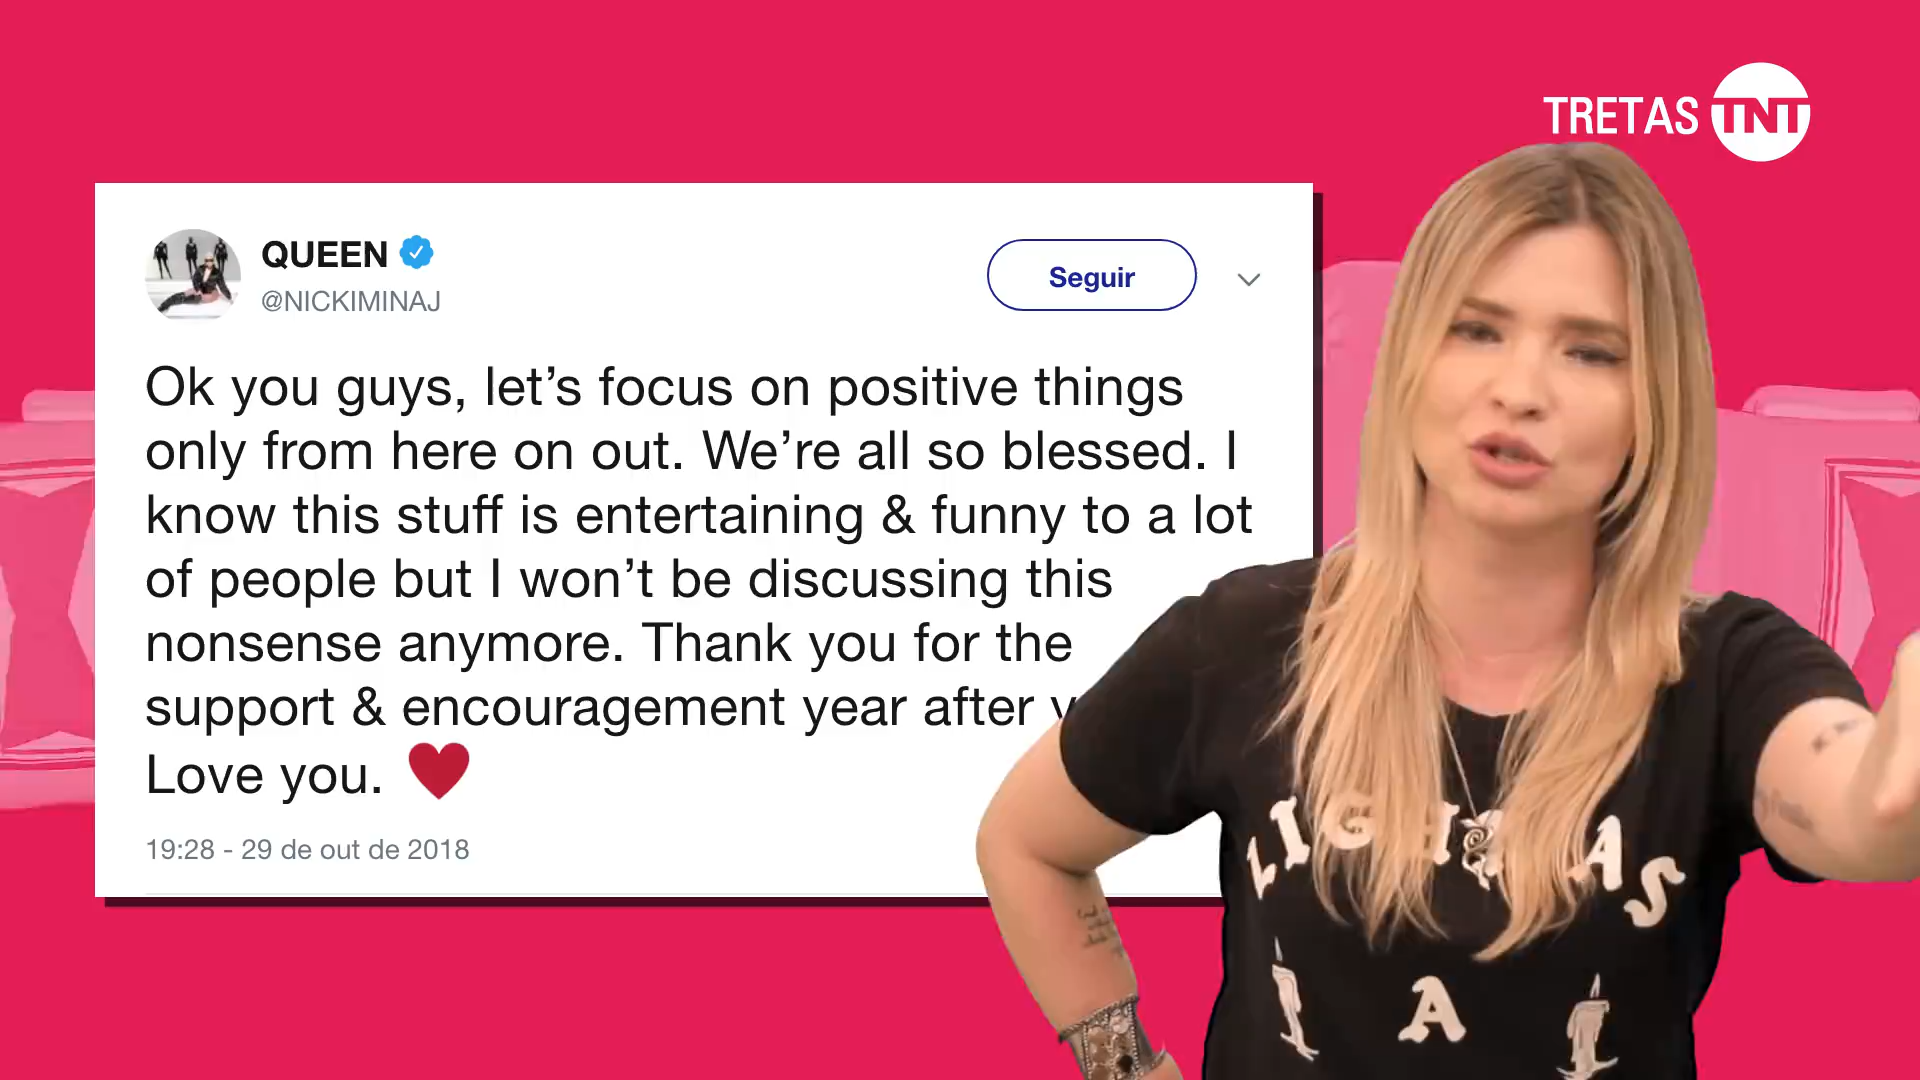 TRETAS TNT
QUEEN
@NICKIMINAJ
Seguir
Ok you guys, let’s focus on positive things
only from here on out. We’re all so blessed. I
know this stuff is entertaining & funny to a lot
of people but I won’t be discussing this
nonsense anymore. Thank you for the
support & encouragement year after
Love you. ❤️
19:28 - 29 de out de 2018
A